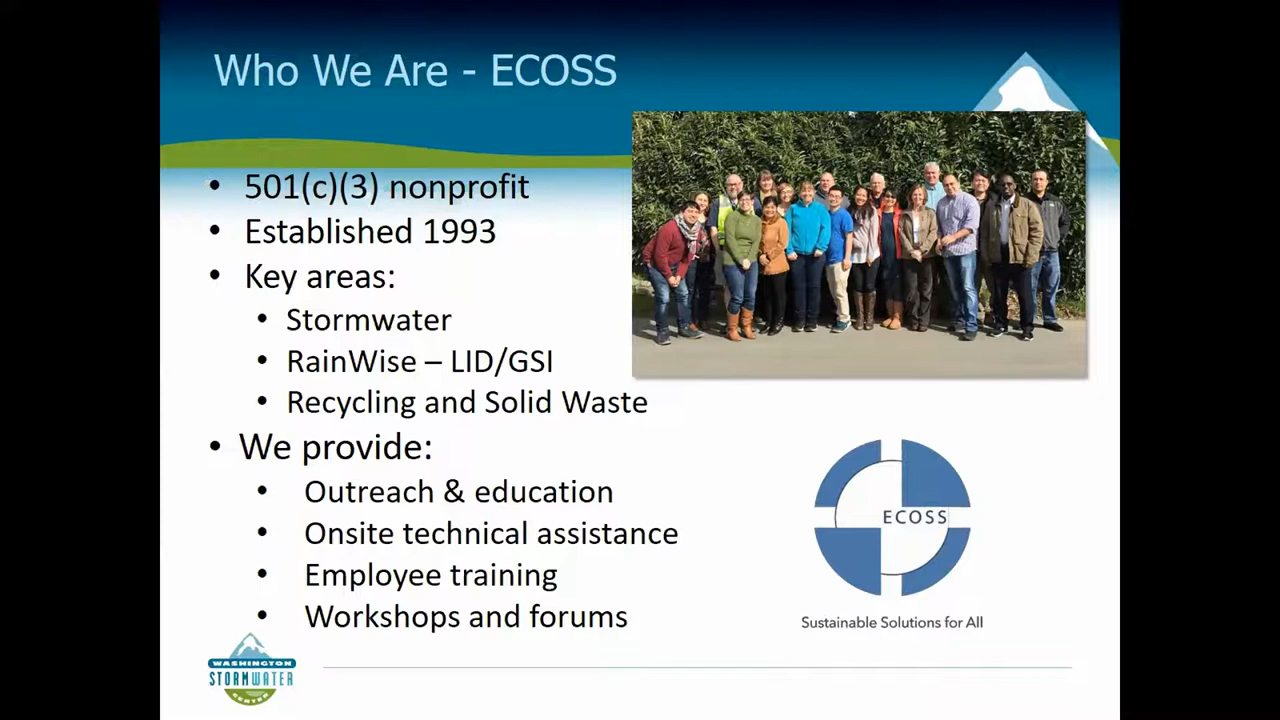 Who We Are - ECOSS
• 501(c)(3) nonprofit
• Established 1993
• Key areas:
• Stormwater
• RainWise – LID/GSI
• Recycling and Solid Waste
• We provide:
• Outreach & education
• Onsite technical assistance
• Employee training
• Workshops and forums
ECOSS
Sustainable Solutions for All
WASHINGTON
STORMWATER
CENTER